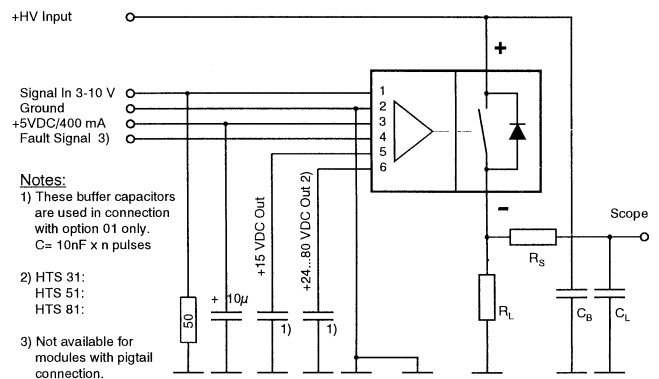 +HV Input
+
Signal In 3-10 V
Ground
+5VDC/400 mA
Fault Signal 3)
1
2
3
4
5
6
Notes:
1) These buffer capacitors
are used in connection
with option 01 only.
C= 10nF x n pulses
2) HTS 31:
HTS 51:
HTS 81:
3) Not available for
modules with pigtail
connection.
+15 VDC Out
+24...80 VDC Out 2)
50
+ 10µ
1)
1)
-
Scope
RS
RL
CB
CL